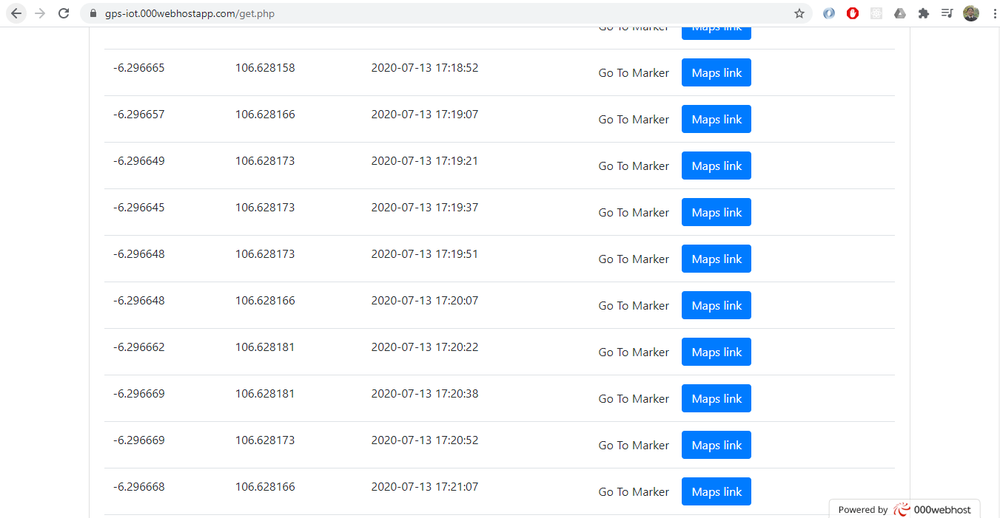 gps-iot.000webhostapp.com/get.php
Go To Marker Maps link
-6.296665 106.628158 2020-07-13 17:18:52 Go To Marker Maps link
-6.296657 106.628166 2020-07-13 17:19:07 Go To Marker Maps link
-6.296649 106.628173 2020-07-13 17:19:21 Go To Marker Maps link
-6.296645 106.628173 2020-07-13 17:19:37 Go To Marker Maps link
-6.296648 106.628173 2020-07-13 17:19:51 Go To Marker Maps link
-6.296648 106.628166 2020-07-13 17:20:07 Go To Marker Maps link
-6.296662 106.628181 2020-07-13 17:20:22 Go To Marker Maps link
-6.296669 106.628181 2020-07-13 17:20:38 Go To Marker Maps link
-6.296669 106.628173 2020-07-13 17:20:52 Go To Marker Maps link
-6.296668 106.628166 2020-07-13 17:21:07 Go To Marker Maps link
Powered by 000webhost